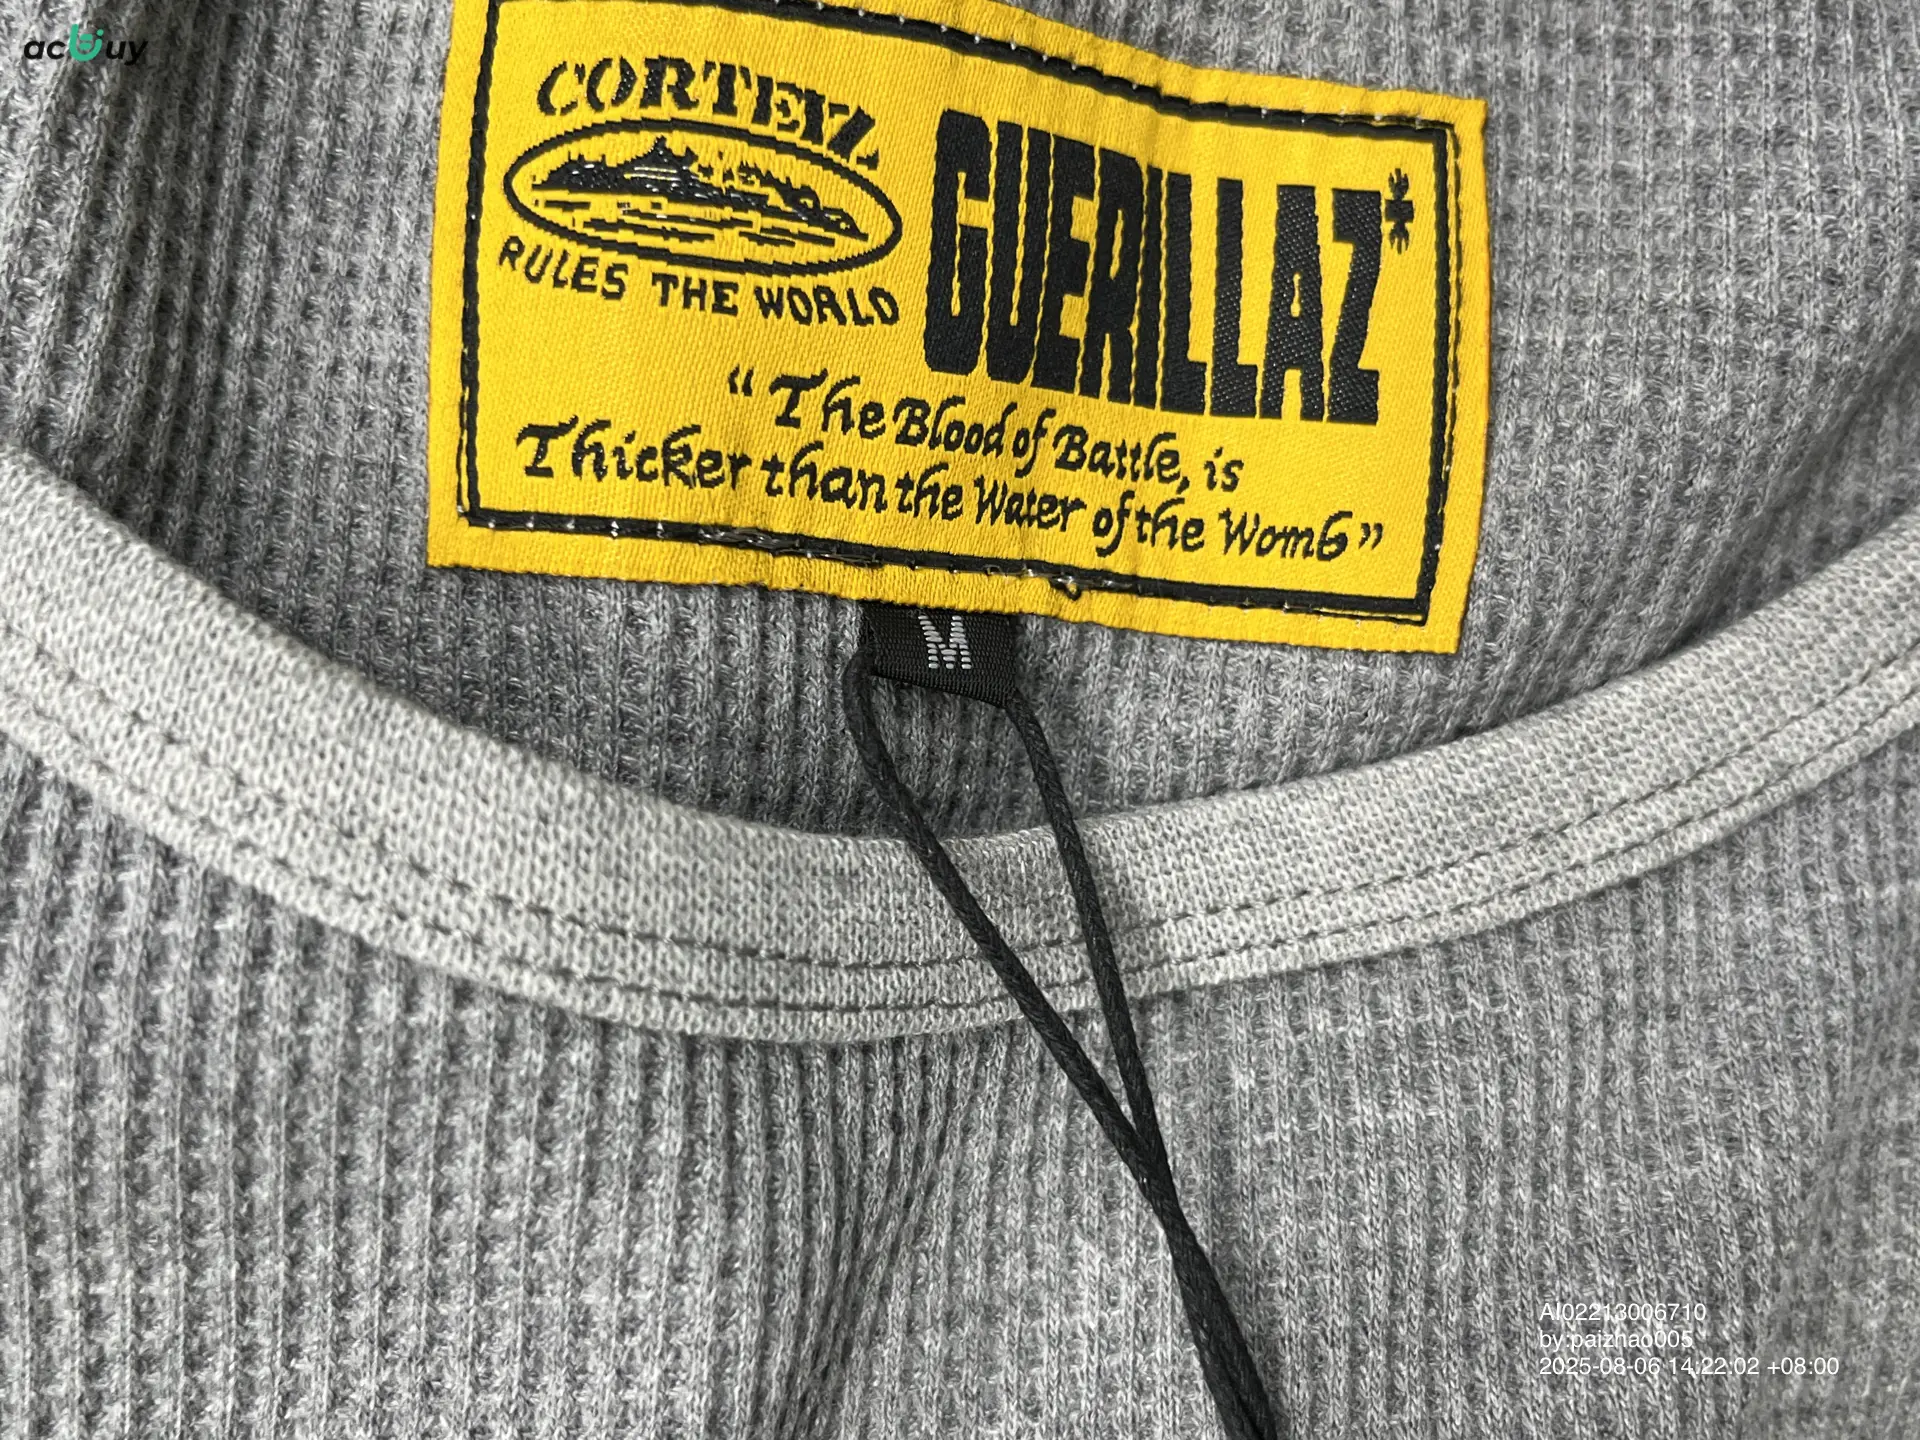 acbuy
CORTEIZ
RULES THE WORLD
GUERILLAZ*
“The Blood of Battle, is
Thicker than the Water of the Womb”
M
AI02213006710
by:paizhao005
2025-08-06 14:22:02 +08:00